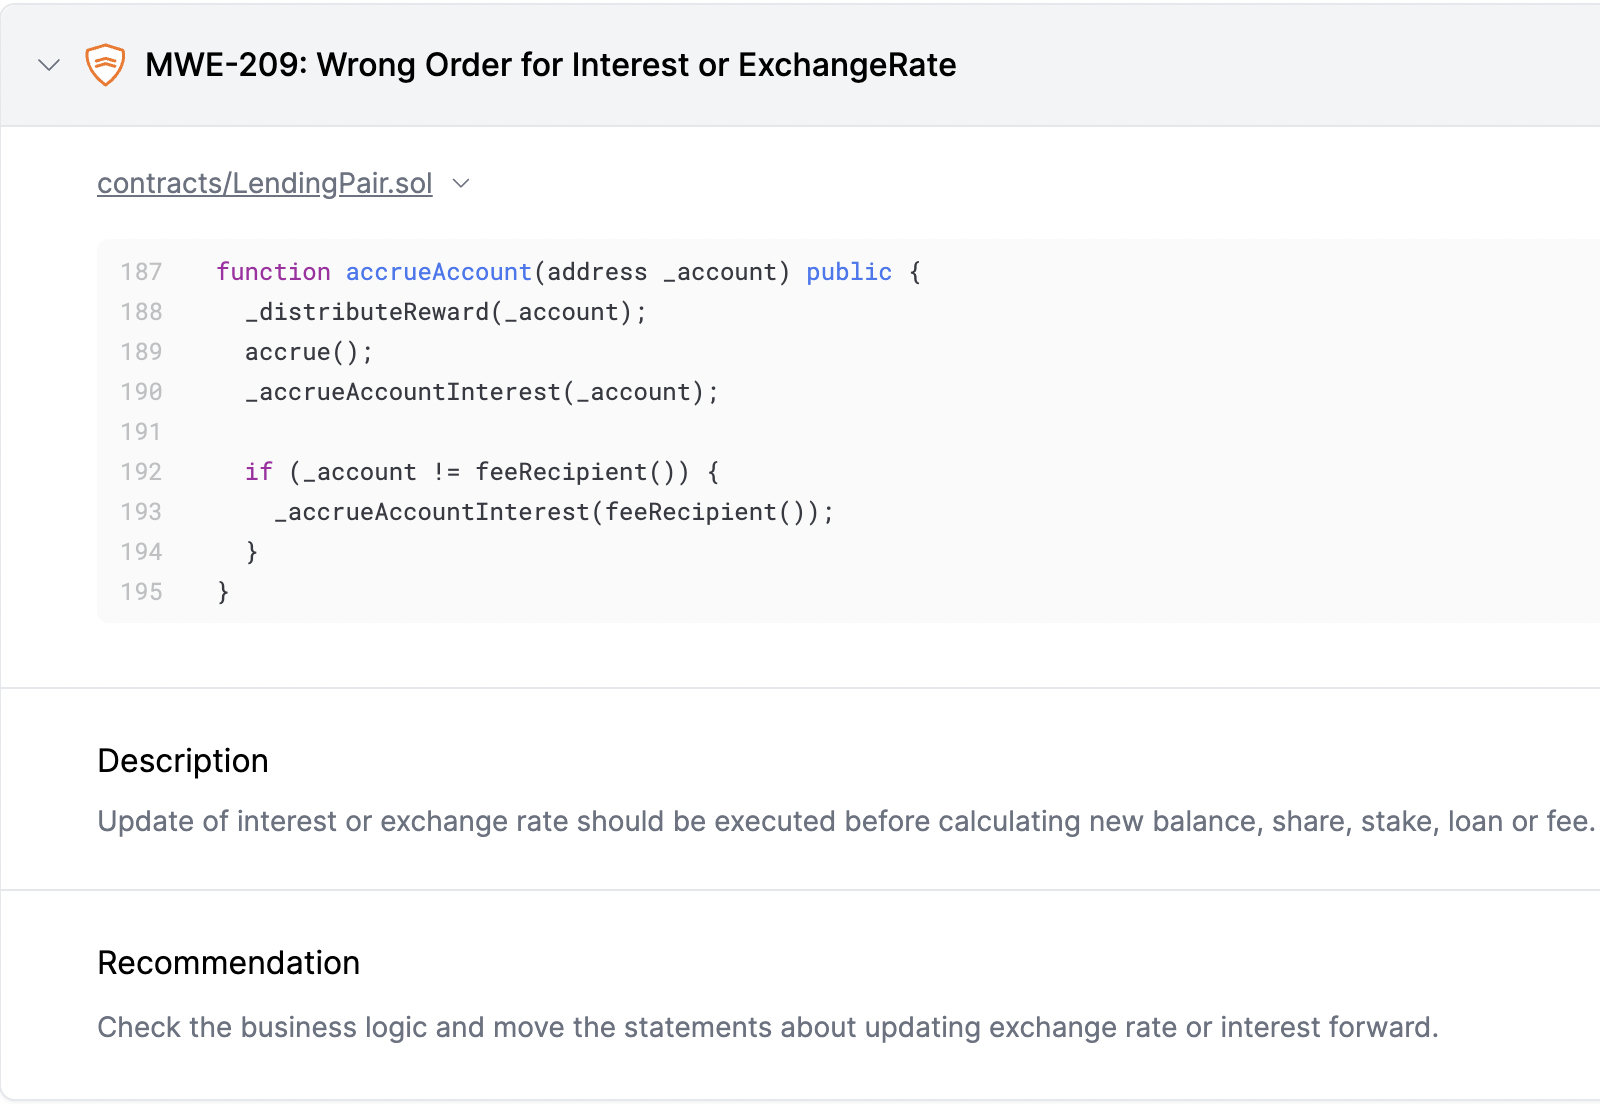 MWE-209: Wrong Order for Interest or ExchangeRate
contracts/LendingPair.sol
187    function accrueAccount(address _account) public {
188      _distributeReward(_account);
189      accrue();
190      _accrueAccountInterest(_account);
191
192      if (_account != feeRecipient()) {
193        _accrueAccountInterest(feeRecipient());
194      }
195    }
Description
Update of interest or exchange rate should be executed before calculating new balance, share, stake, loan or fee.
Recommendation
Check the business logic and move the statements about updating exchange rate or interest forward.